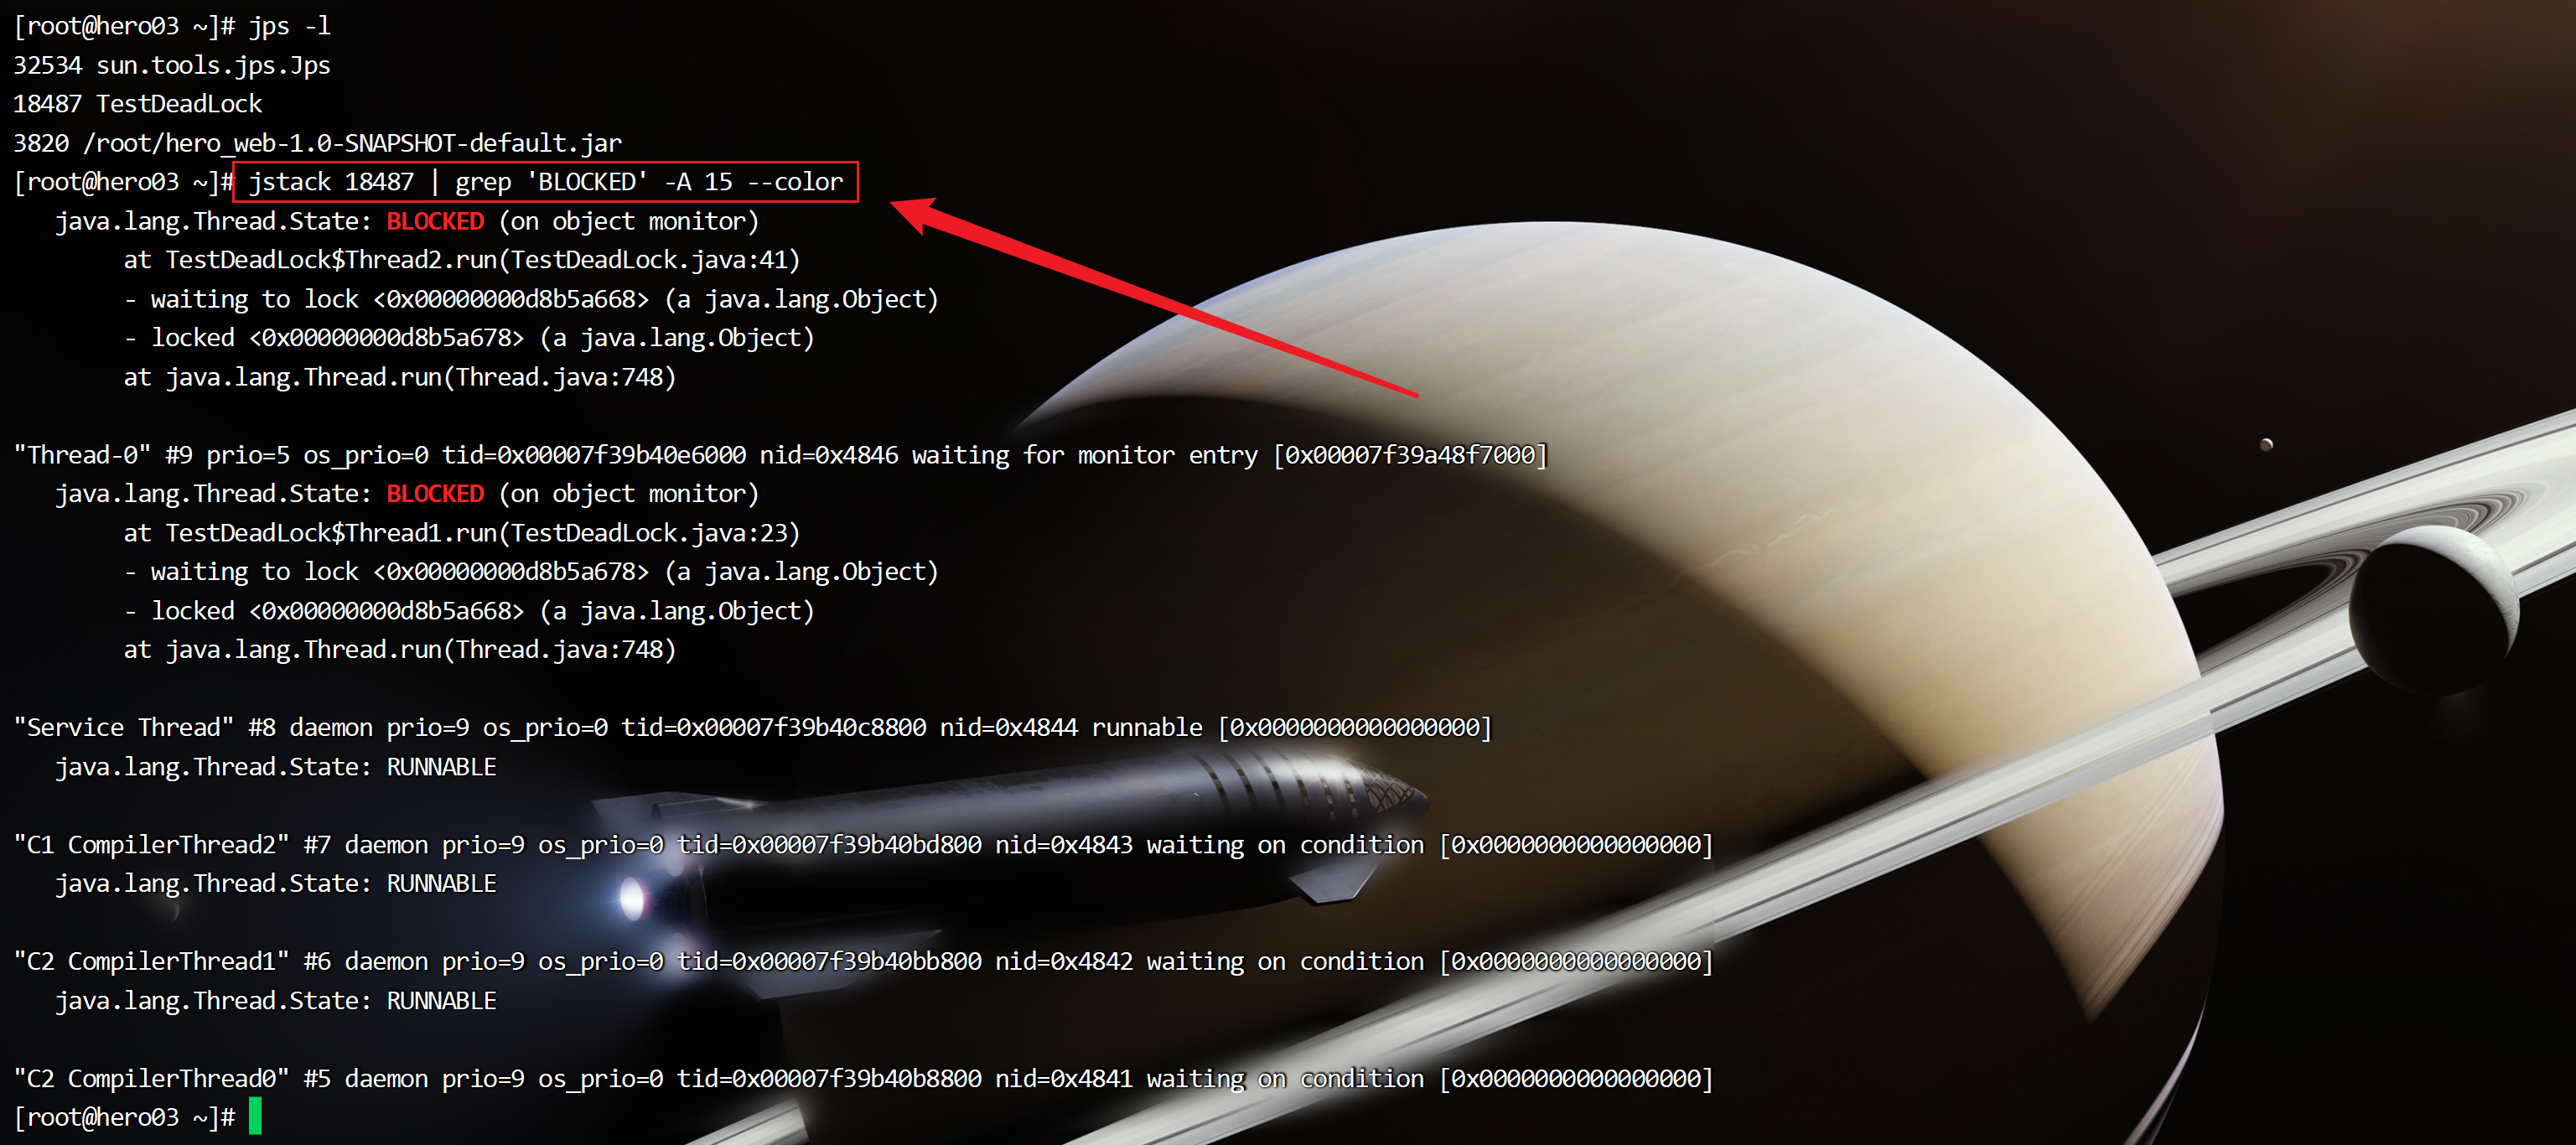 [root@hero03 ~]# jps -l
32534 sun.tools.jps.Jps
18487 TestDeadLock
3820 /root/hero_web-1.0-SNAPSHOT-default.jar
[root@hero03 ~]# jstack 18487 | grep 'BLOCKED' -A 15 --color
   java.lang.Thread.State: BLOCKED (on object monitor)
        at TestDeadLock$Thread2.run(TestDeadLock.java:41)
        - waiting to lock <0x00000000d8b5a668> (a java.lang.Object)
        - locked <0x00000000d8b5a678> (a java.lang.Object)
        at java.lang.Thread.run(Thread.java:748)
"Thread-0" #9 prio=5 os_prio=0 tid=0x00007f39b40e6000 nid=0x4846 waiting for monitor entry [0x00007f39a48f7000]
   java.lang.Thread.State: BLOCKED (on object monitor)
        at TestDeadLock$Thread1.run(TestDeadLock.java:23)
        - waiting to lock <0x00000000d8b5a678> (a java.lang.Object)
        - locked <0x00000000d8b5a668> (a java.lang.Object)
        at java.lang.Thread.run(Thread.java:748)
"Service Thread" #8 daemon prio=9 os_prio=0 tid=0x00007f39b40c8800 nid=0x4844 runnable [0x0000000000000000]
   java.lang.Thread.State: RUNNABLE
"C1 CompilerThread2" #7 daemon prio=9 os_prio=0 tid=0x00007f39b40bd800 nid=0x4843 waiting on condition [0x0000000000000000]
   java.lang.Thread.State: RUNNABLE
"C2 CompilerThread1" #6 daemon prio=9 os_prio=0 tid=0x00007f39b40bb800 nid=0x4842 waiting on condition [0x0000000000000000]
   java.lang.Thread.State: RUNNABLE
"C2 CompilerThread0" #5 daemon prio=9 os_prio=0 tid=0x00007f39b40b8800 nid=0x4841 waiting on condition [0x0000000000000000]
[root@hero03 ~]#